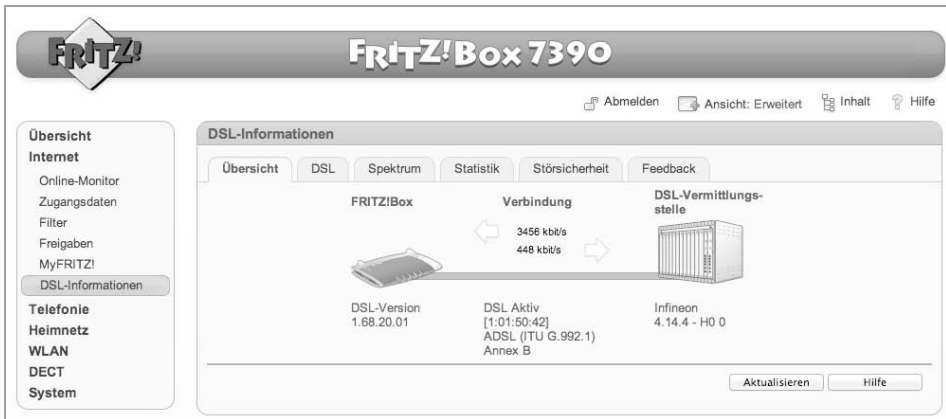 FRITZ!
FRITZ!Box 7390
Abmelden
Ansicht: Erweitert
Inhalt
Hilfe
Übersicht
Internet
Online-Monitor
Zugangsdaten
Filter
Freigaben
MyFRITZ!
DSL-Informationen
Telefonie
Heimnetz
WLAN
DECT
System
DSL-Informationen
Übersicht
DSL
Spektrum
Statistik
Störsicherheit
Feedback
FRITZ!Box
Verbindung
DSL-Vermittlungs-
stelle
3456 kbit/s
448 kbit/s
DSL-Version
1.68.20.01
DSL Aktiv
[1:01:50:42]
ADSL (ITU G.992.1)
Annex B
Infineon
4.14.4 - H0 0
Aktualisieren
Hilfe